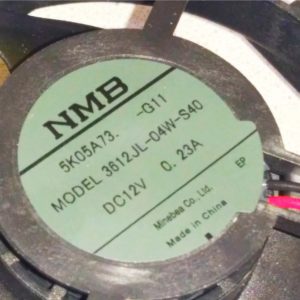 NMB
5K05A73. -G11
MODEL 3612JL-04W-S40
DC12V 0.23A
EP
Minebea Co., Ltd.
Made in China